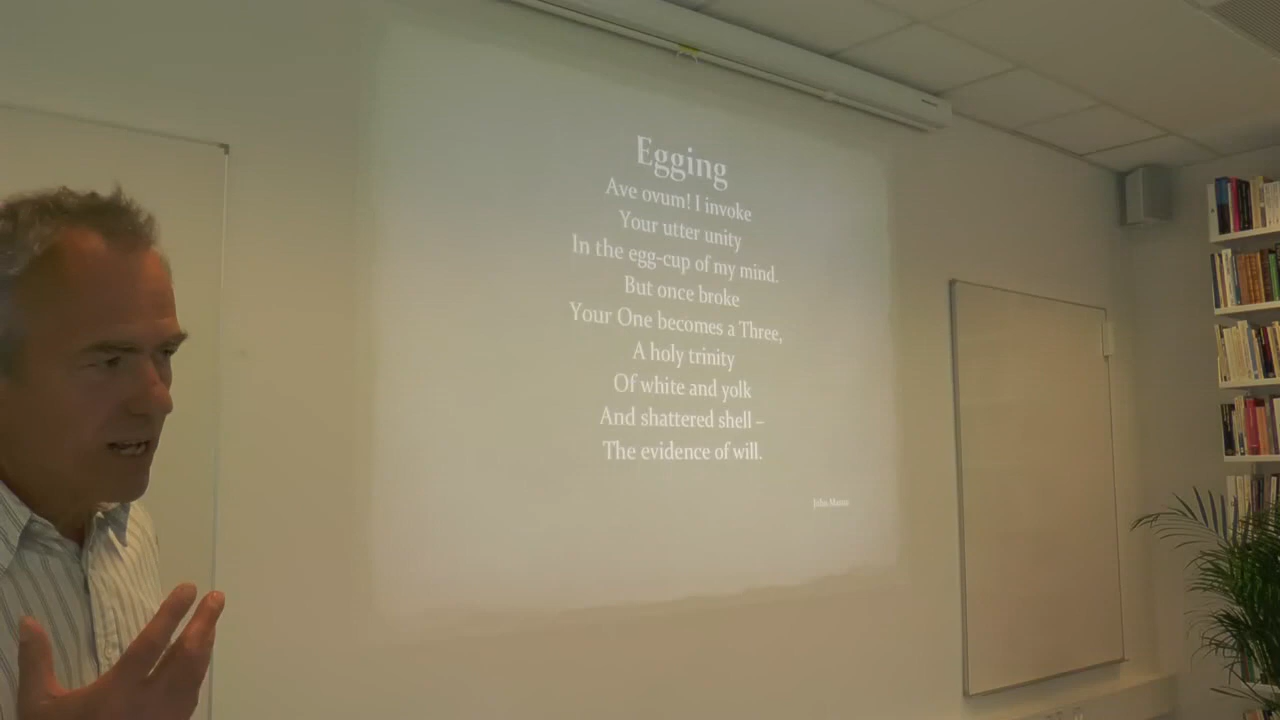 Egging
Ave ovum! I invoke
Your utter unity
In the egg-cup of my mind.
But once broke
Your One becomes a Three,
A holy trinity
Of white and yolk
And shattered shell –
The evidence of will.
John